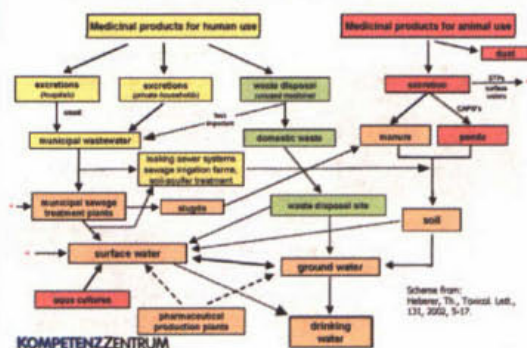 Medicinal products for human use
Medicinal products for animal use
dust
excretions
(hospitals)
excretions
(private households)
waste disposal
(unused medicine)
excretion
STPs
surface
waters
less
important
CAFO's
municipal wastewater
domestic waste
manure
ponds
leaking sewer systems
sewage irrigation farms,
soil-aquifer treatment
municipal sewage
treatment plants
sludge
waste disposal site
soil
surface water
ground water
aqua cultures
pharmaceutical
production plants
drinking
water
Scheme from:
Heberer, Th., Toxicol. Lett.,
131, 2002, 5-17.
KOMPETENZZENTRUM